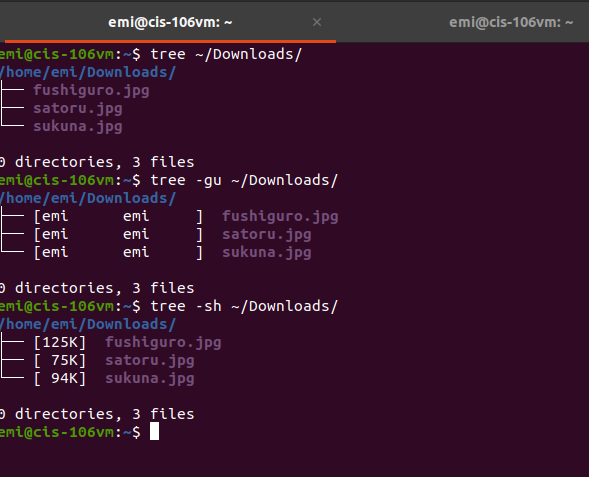 emi@cis-106vm: ~ × emi@cis-106vm: ~
emi@cis-106vm:~$ tree ~/Downloads/
/home/emi/Downloads/
├── fushiguro.jpg
├── satoru.jpg
└── sukuna.jpg
0 directories, 3 files
emi@cis-106vm:~$ tree -gu ~/Downloads/
/home/emi/Downloads/
├── [emi      emi     ]  fushiguro.jpg
├── [emi      emi     ]  satoru.jpg
└── [emi      emi     ]  sukuna.jpg
0 directories, 3 files
emi@cis-106vm:~$ tree -sh ~/Downloads/
/home/emi/Downloads/
├── [125K]  fushiguro.jpg
├── [ 75K]  satoru.jpg
└── [ 94K]  sukuna.jpg
0 directories, 3 files
emi@cis-106vm:~$